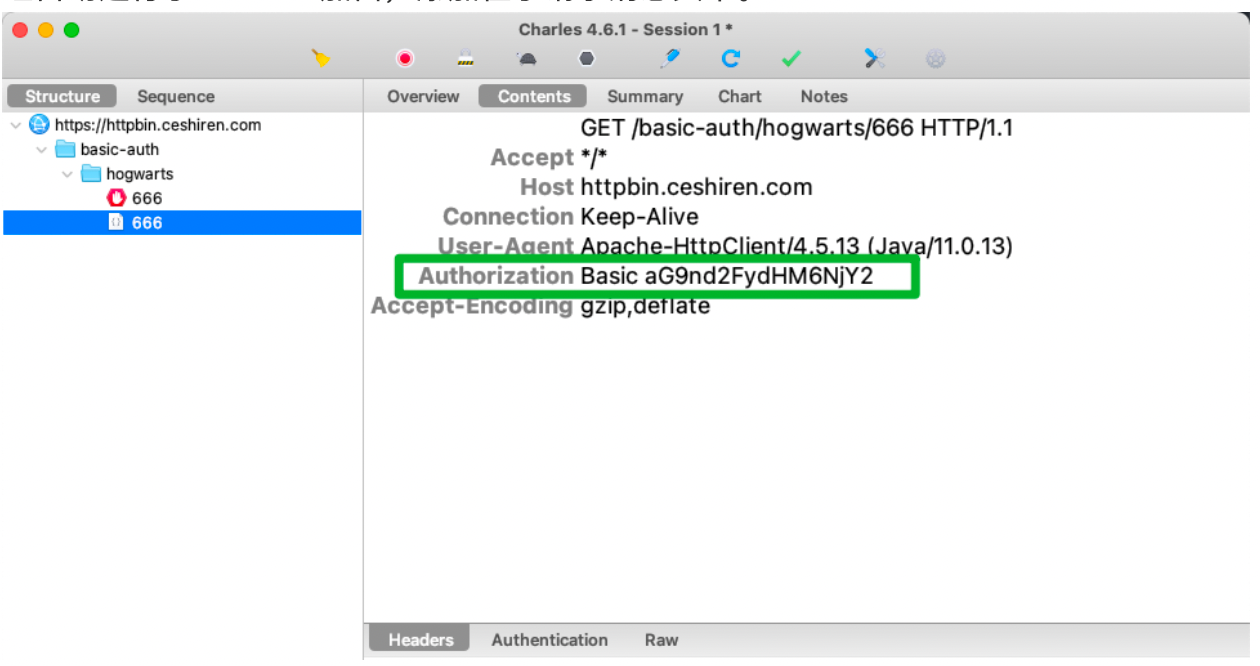 Charles 4.6.1 - Session 1 *
Structure Sequence
Overview Contents Summary Chart Notes
https://httpbin.ceshiren.com
basic-auth
hogwarts
666
666
GET /basic-auth/hogwarts/666 HTTP/1.1
Accept */*
Host httpbin.ceshiren.com
Connection Keep-Alive
User-Agent Apache-HttpClient/4.5.13 (Java/11.0.13)
Authorization Basic aG9nd2FydHM6NjY2
Accept-Encoding gzip,deflate
Headers Authentication Raw